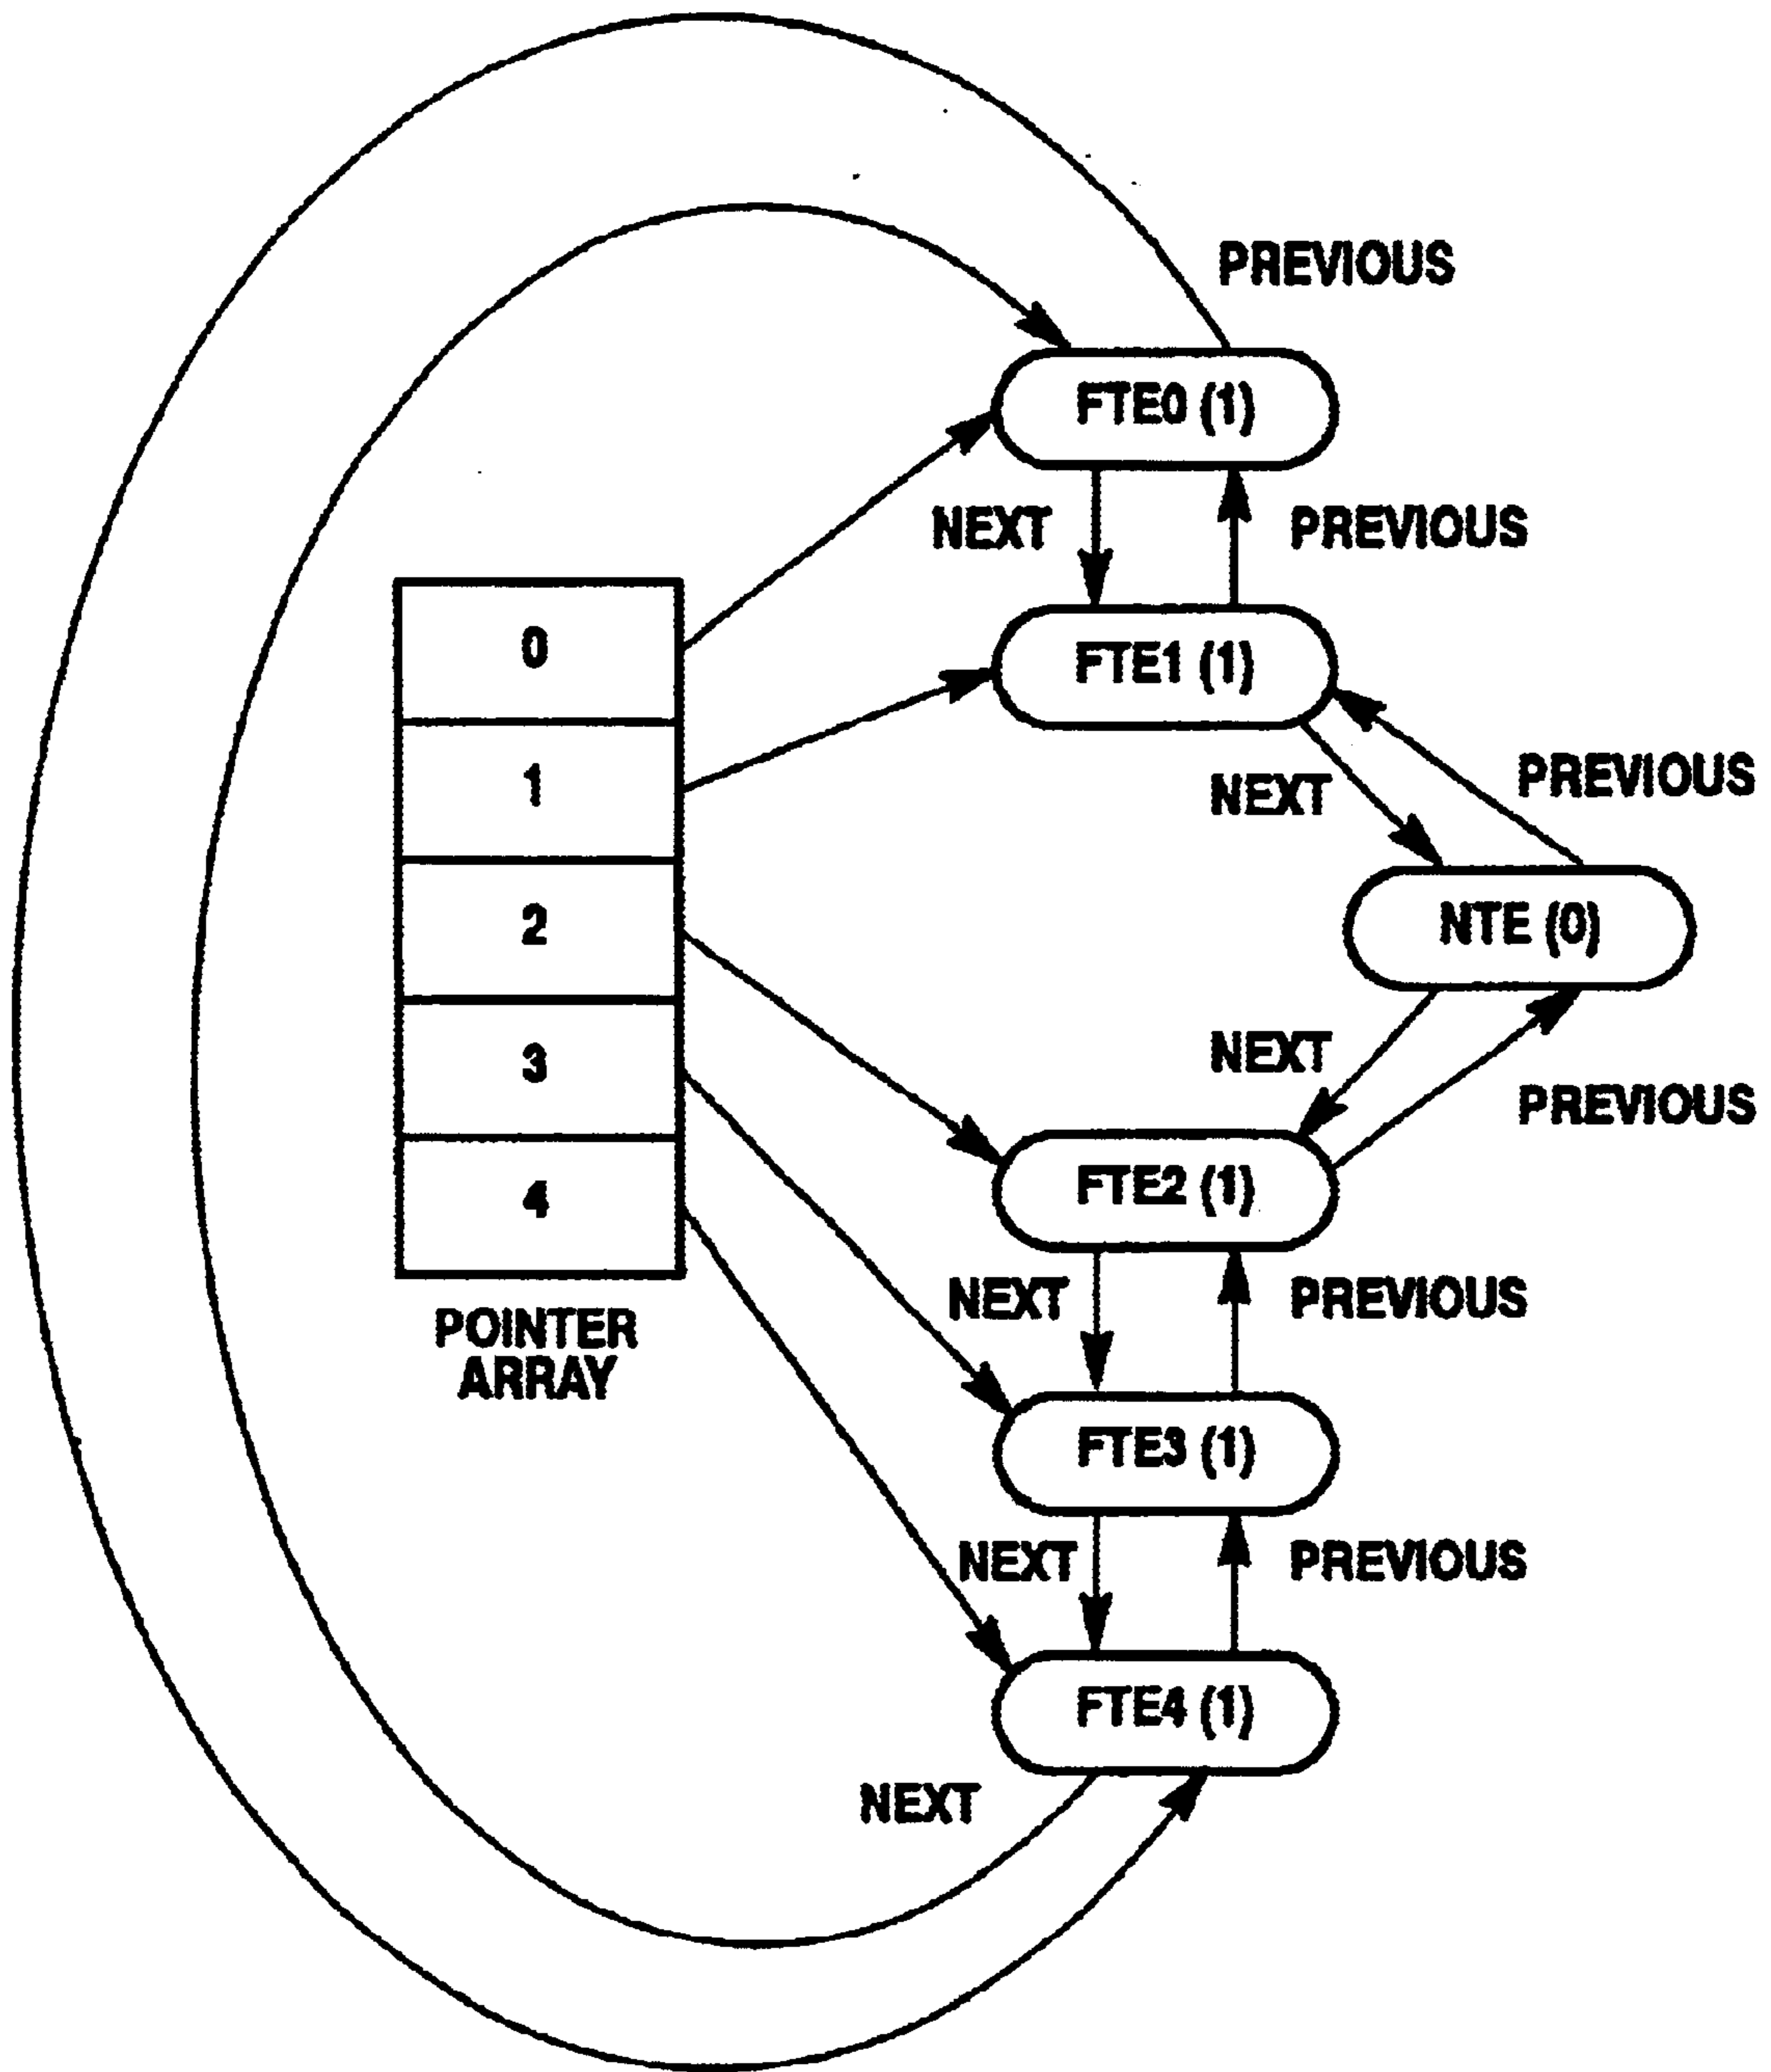 PREVIOUS
FTE0 (1)
NEXT
PREVIOUS
0
FTE1 (1)
1
NEXT
PREVIOUS
2
NTE (0)
3
NEXT
PREVIOUS
4
FTE2 (1)
NEXT
PREVIOUS
POINTER
ARRAY
FTE3 (1)
NEXT
PREVIOUS
FTE4 (1)
NEXT